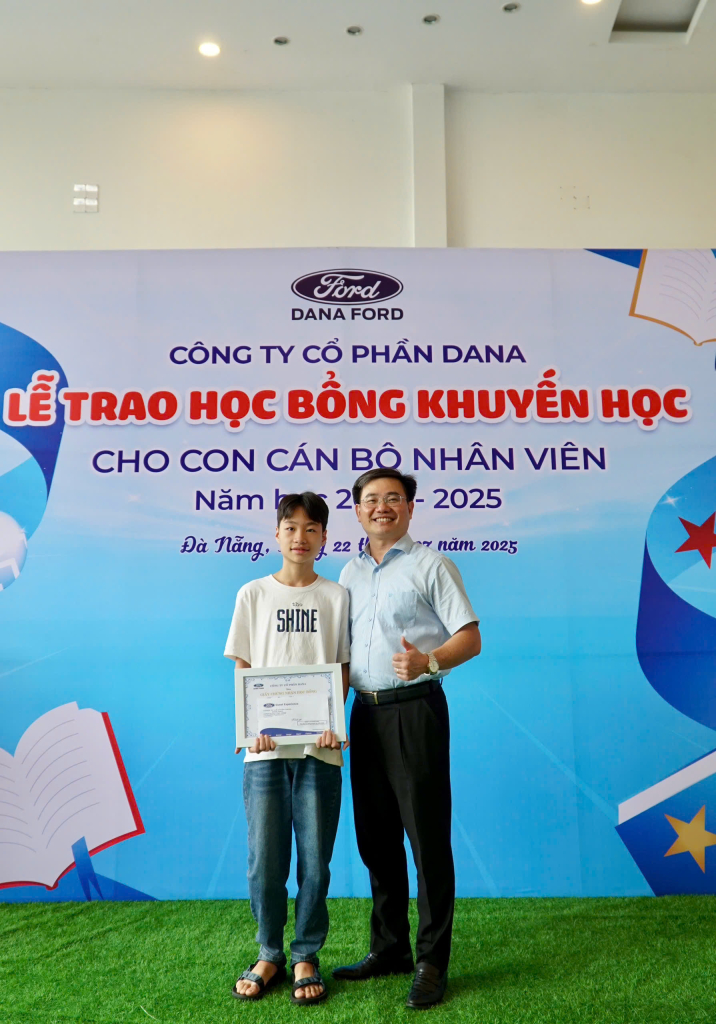 Ford
DANA FORD
CÔNG TY CỔ PHẦN DANA
LỄ TRAO HỌC BỔNG KHUYẾN HỌC
CHO CON CÁN BỘ NHÂN VIÊN
Năm 2 - 2025
Đà Nẵng, 22 năm 2025
SHINE